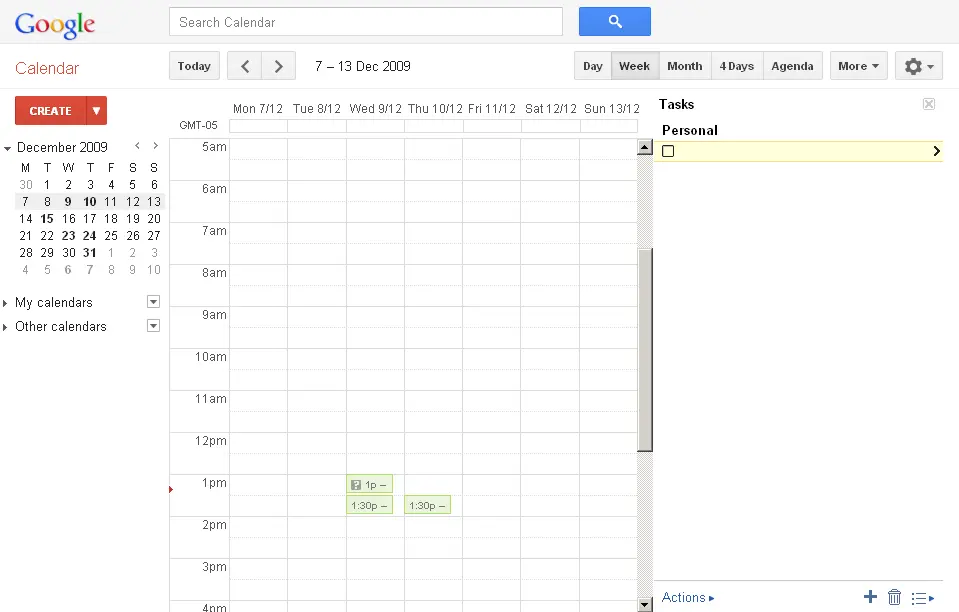 Google
Search Calendar
Calendar
Today
7 – 13 Dec 2009
Day Week Month 4 Days Agenda
More
CREATE
December 2009
M T W T F S S
30 1 2 3 4 5 6
7 8 9 10 11 12 13
14 15 16 17 18 19 20
21 22 23 24 25 26 27
28 29 30 31 1 2 3
4 5 6 7 8 9 10
My calendars
Other calendars
Mon 7/12 Tue 8/12 Wed 9/12 Thu 10/12 Fri 11/12 Sat 12/12 Sun 13/12
GMT-05
5am
6am
7am
8am
9am
10am
11am
12pm
1pm
? 1p –
1:30p – 1:30p –
2pm
3pm
4pm
Tasks
Personal
Actions